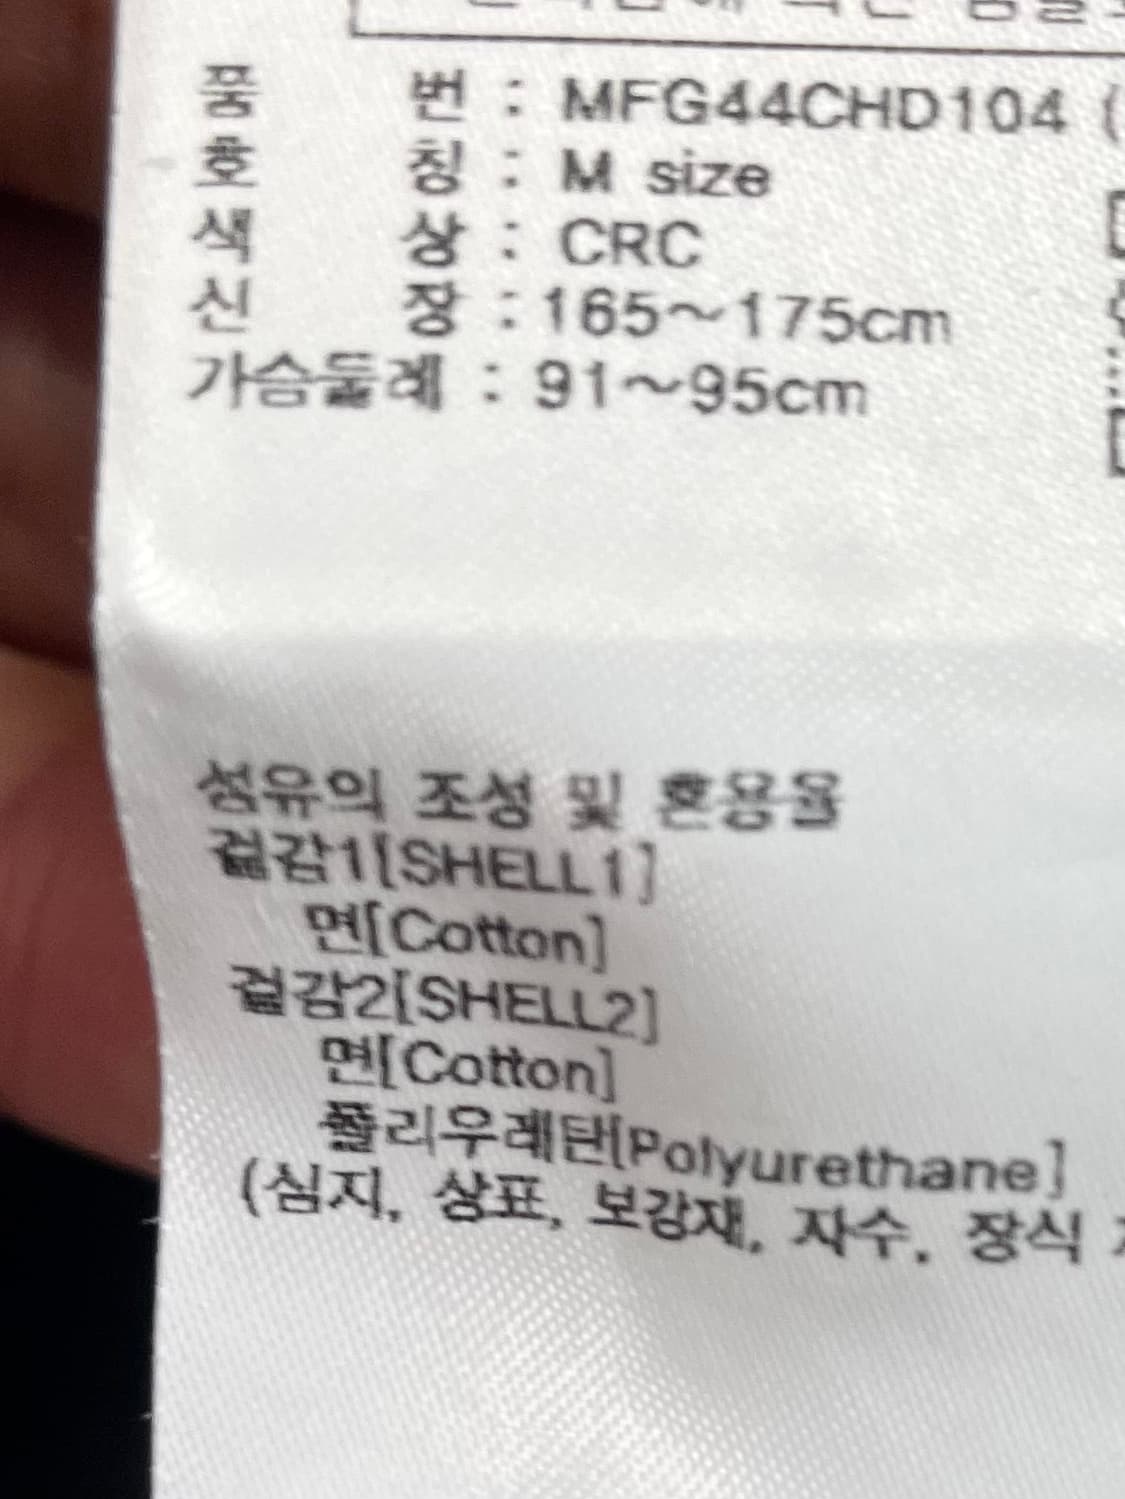 품 번 : MFG44CHD104 (
호 칭 : M size
색 상 : CRC
신 장 : 165~175cm
가슴둘레 : 91~95cm
섬유의 조성 및 혼용율
겉감1[SHELL1]
면[Cotton]
겉감2[SHELL2]
면[Cotton]
폴리우레탄[Polyurethane]
(심지, 상표, 보강재, 자수, 장식